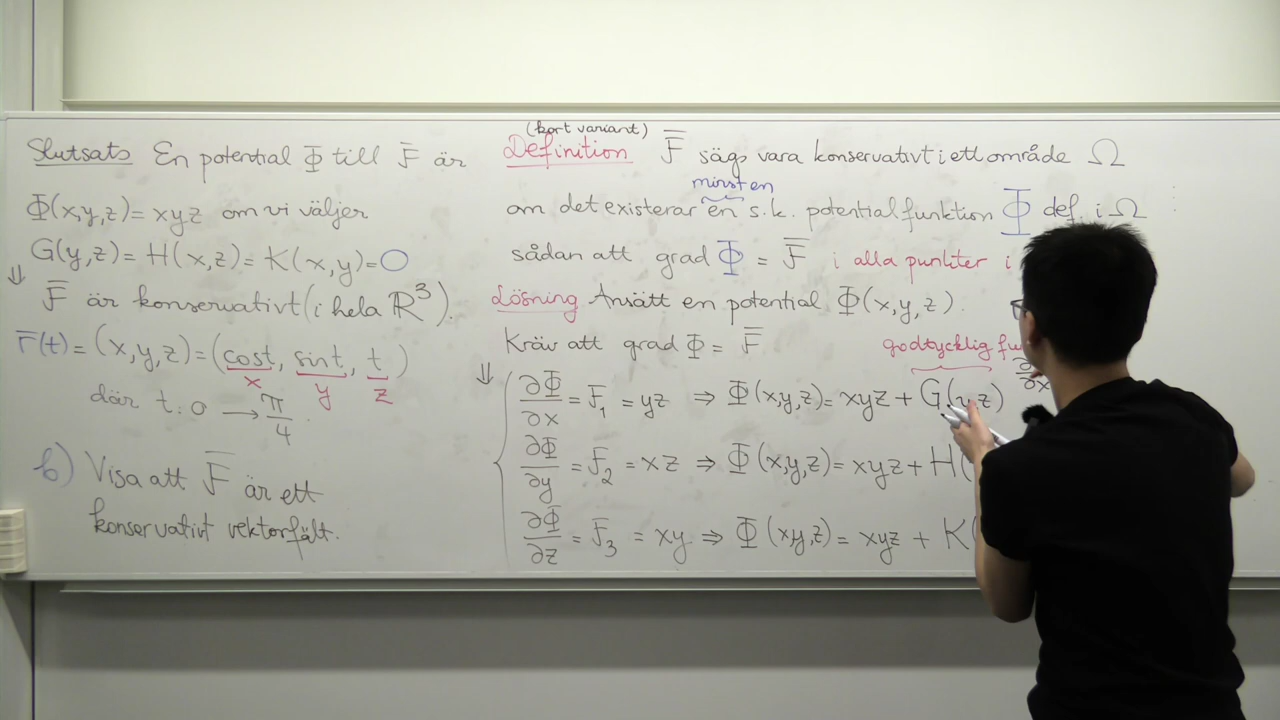 Slutsats En potential Φ till F̅ är
Φ(x,y,z) = xyz om vi väljer
G(y,z) = H(x,z) = K(x,y) = 0
⇓ F̅ är konservativt (i hela ℝ³).
r̅(t) = (x,y,z) = (cost, sint, t)
x y z
där t: 0 → π/4.
b) Visa att F̅ är ett
konservativt vektorfält.
(kort variant)
Definition F̅ sägs vara konservativt i ett område Ω
minst en
om det existerar en s.k. potentialfunktion Φ def. i Ω
sådan att grad Φ = F̅ i alla punkter i
Lösning Ansätt en potential Φ(x,y,z).
Kräv att grad Φ = F̅
godtycklig
⇓ ∂Φ/∂x = F₁ = yz ⇒ Φ(x,y,z) = xyz + G(y,z)
∂Φ/∂y = F₂ = xz ⇒ Φ(x,y,z) = xyz + H(
∂Φ/∂z = F₃ = xy ⇒ Φ(x,y,z) = xyz + K(